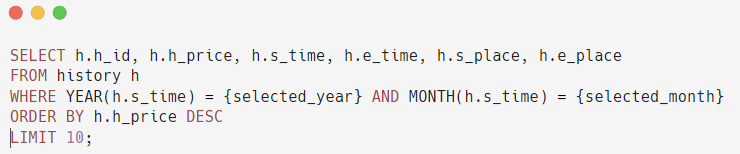 SELECT h.h_id, h.h_price, h.s_time, h.e_time, h.s_place, h.e_place
FROM history h
WHERE YEAR(h.s_time) = {selected_year} AND MONTH(h.s_time) = {selected_month}
ORDER BY h.h_price DESC
LIMIT 10;